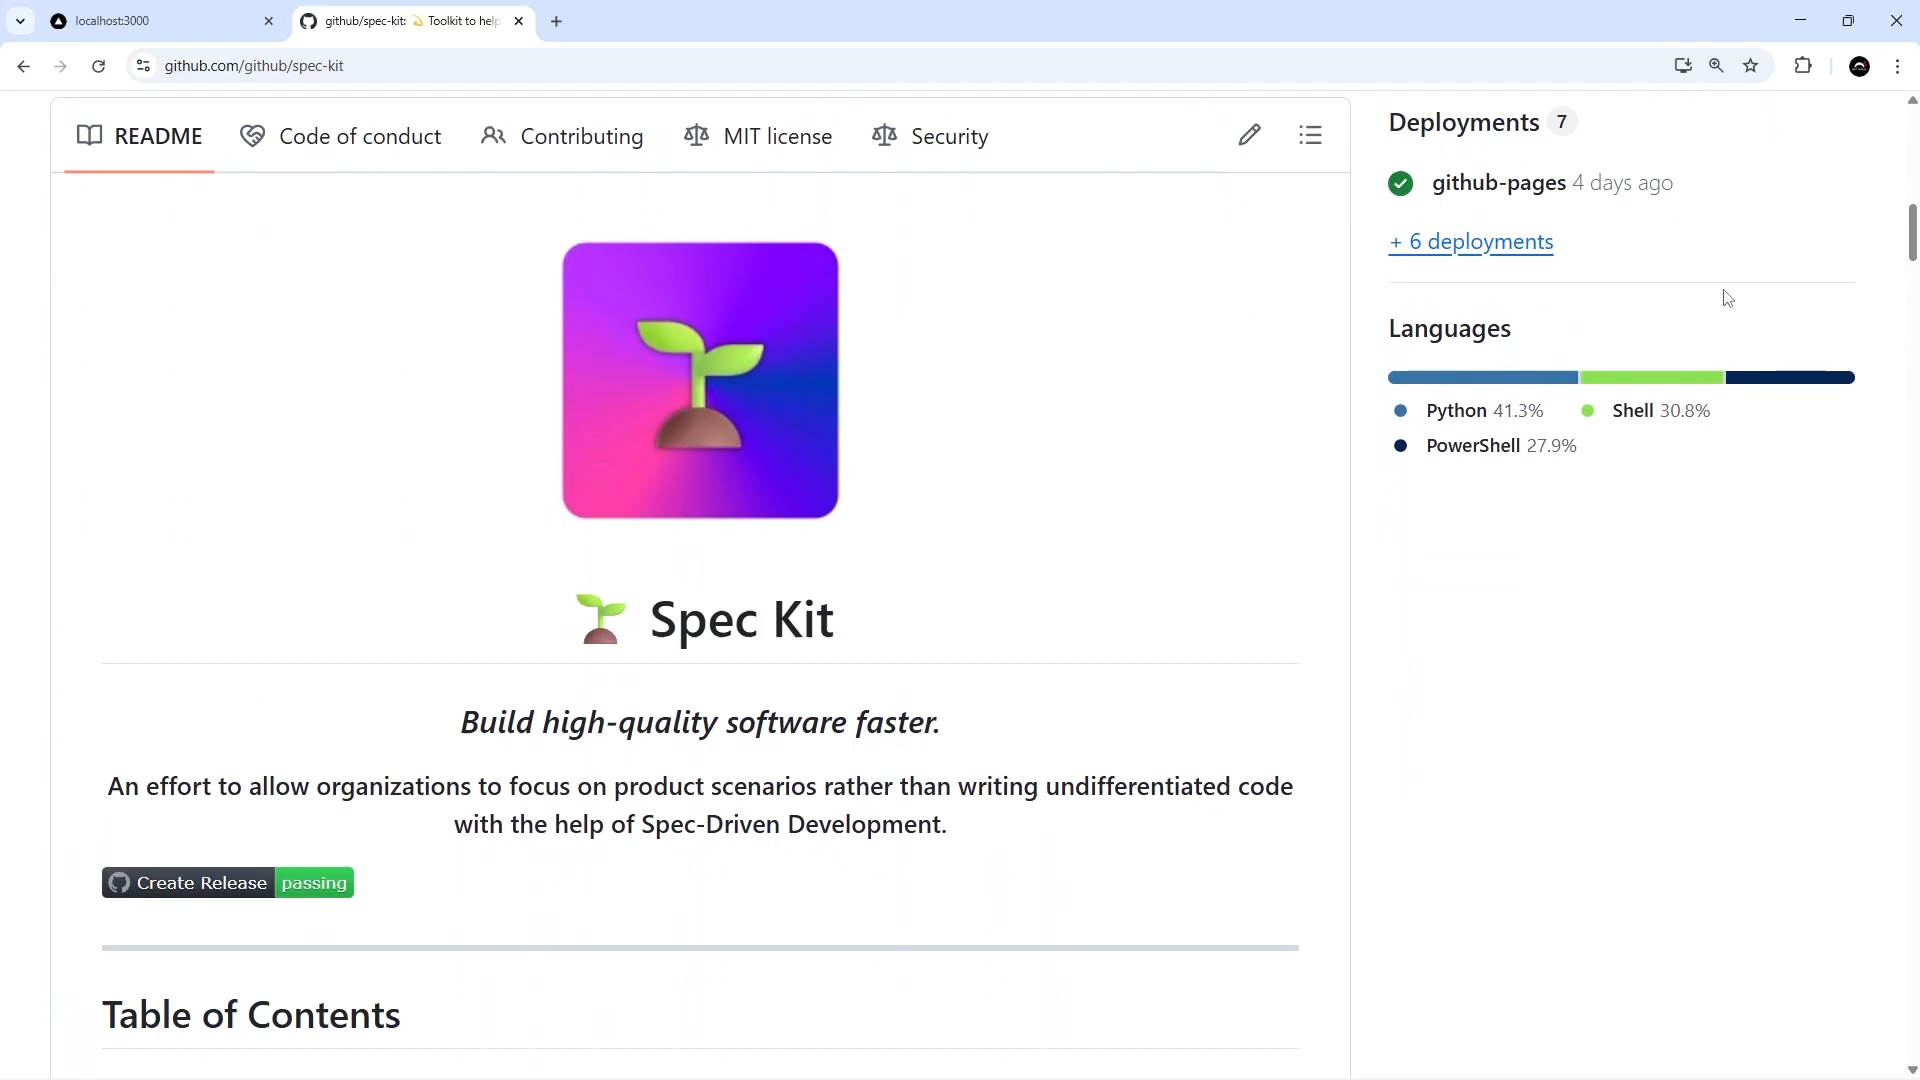 localhost:3000
github/spec-kit: 💫 Toolkit to help
github.com/github/spec-kit
README
Code of conduct
Contributing
MIT license
Security
🌱 Spec Kit
Build high-quality software faster.
An effort to allow organizations to focus on product scenarios rather than writing undifferentiated code
with the help of Spec-Driven Development.
Create Release passing
Table of Contents
Deployments 7
github-pages 4 days ago
+ 6 deployments
Languages
Python 41.3% Shell 30.8%
PowerShell 27.9%